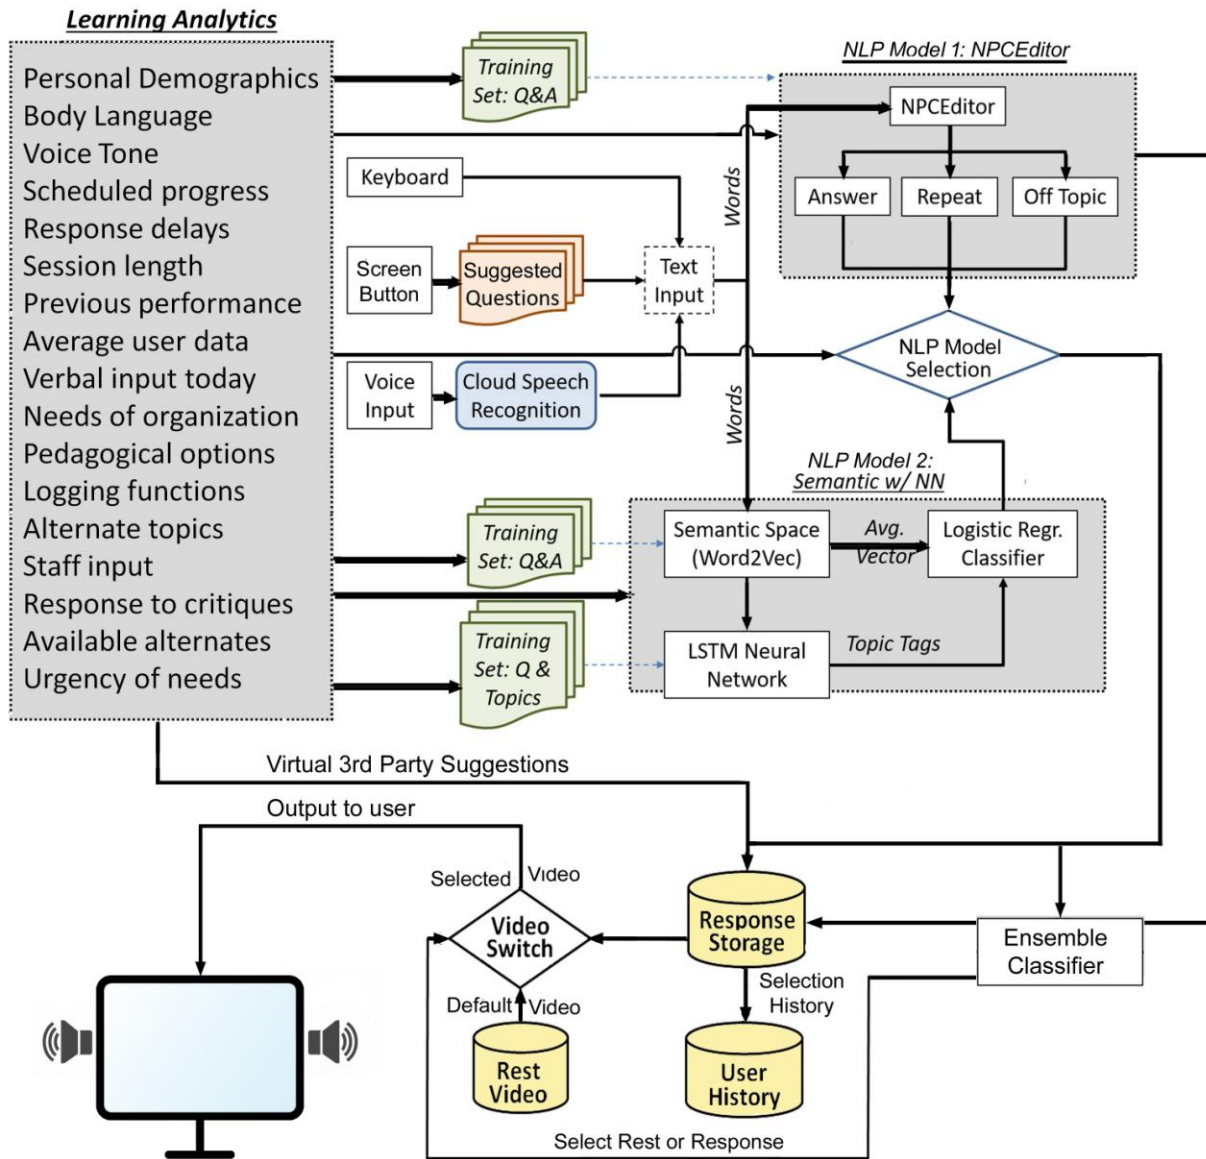 Learning Analytics
Personal Demographics
Body Language
Voice Tone
Scheduled progress
Response delays
Session length
Previous performance
Average user data
Verbal input today
Needs of organization
Pedagogical options
Logging functions
Alternate topics
Staff input
Response to critiques
Available alternates
Urgency of needs
Training
Set: Q&A
Keyboard
Screen
Button
Suggested
Questions
Voice
Input
Cloud Speech
Recognition
Text
Input
Words
Words
NLP Model 1: NPCEditor
NPCEditor
Answer
Repeat
Off Topic
NLP Model
Selection
NLP Model 2:
Semantic w/ NN
Training
Set: Q&A
Semantic Space
(Word2Vec)
Avg.
Vector
Logistic Regr.
Classifier
Training
Set: Q &
Topics
LSTM Neural
Network
Topic Tags
Virtual 3rd Party Suggestions
Output to user
Selected Video
Video
Switch
Response
Storage
Ensemble
Classifier
Default Video
Selection
History
Rest
Video
User
History
Select Rest or Response